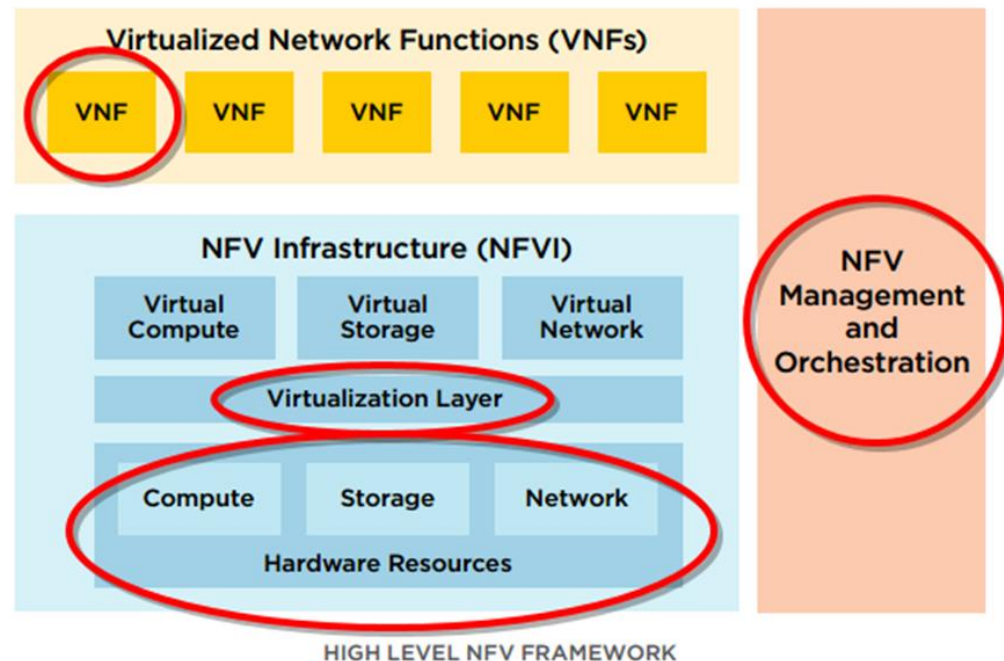 Virtualized Network Functions (VNFs)
VNF VNF VNF VNF VNF
NFV Infrastructure (NFVI)
Virtual
Compute
Virtual
Storage
Virtual
Network
Virtualization Layer
Compute Storage Network
Hardware Resources
NFV
Management
and
Orchestration
HIGH LEVEL NFV FRAMEWORK